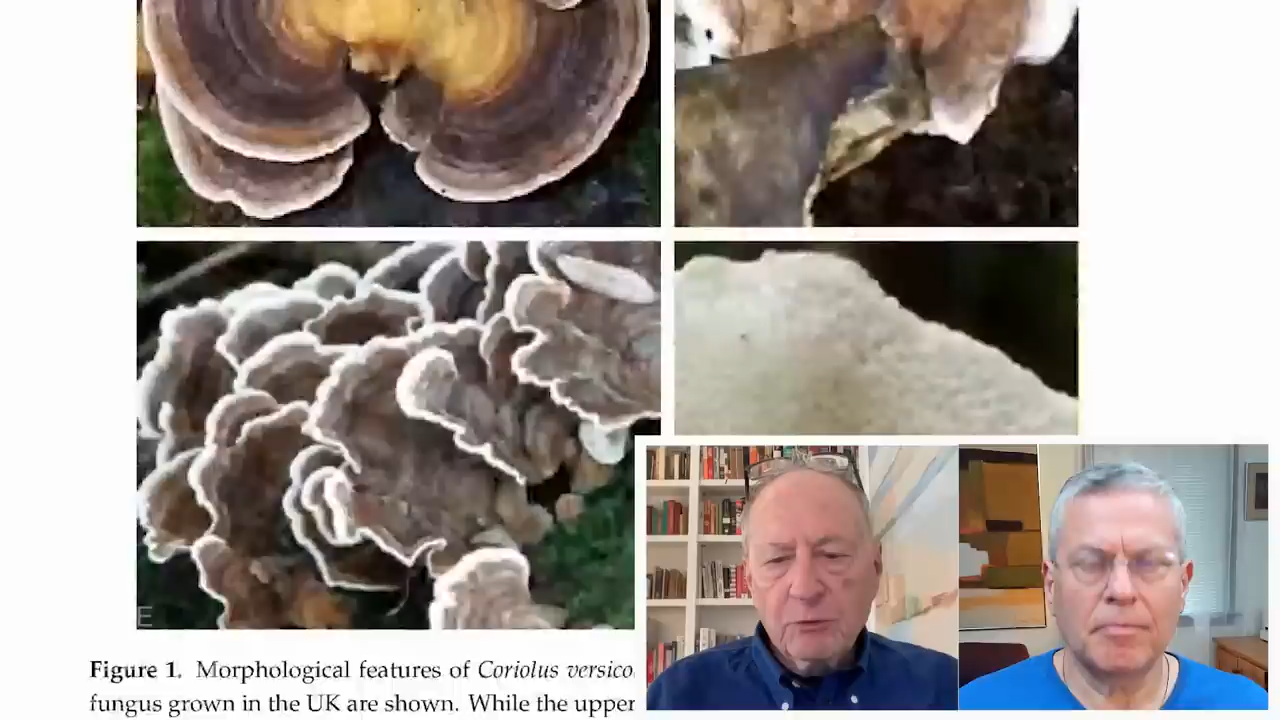 E
Figure 1. Morphological features of Coriolus versico
fungus grown in the UK are shown. While the upper